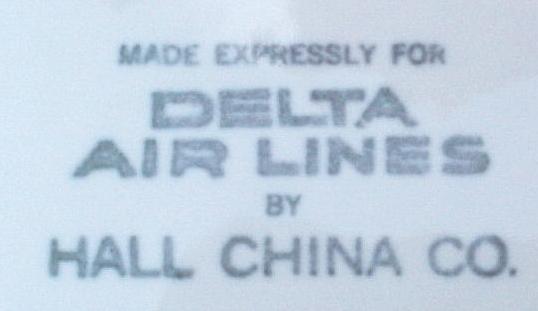 MADE EXPRESSLY FOR
DELTA
AIR LINES
BY
HALL CHINA CO.